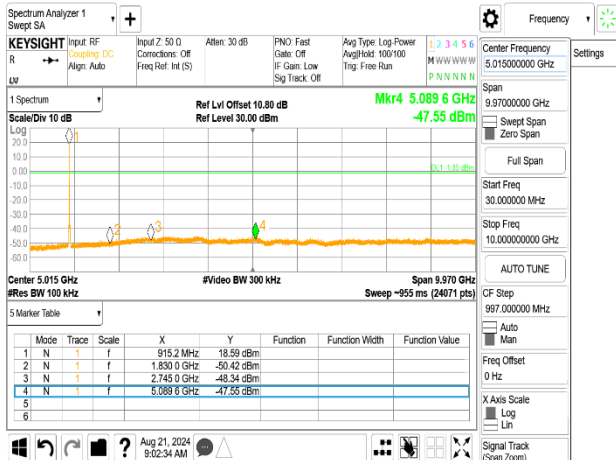 Spectrum Analyzer 1
Swept SA
+
Frequency
KEYSIGHT
R
Input: RF
Coupling: DC
Align: Auto
Input Z: 50 Ω
Corrections: Off
Freq Ref: Int (S)
Atten: 30 dB
PNO: Fast
Gate: Off
IF Gain: Low
Sig Track: Off
Avg Type: Log-Power
Avg|Hold: 100/100
Trig: Free Run
1 2 3 4 5 6
M W W W W W
P N N N N N
LXI
1 Spectrum
Scale/Div 10 dB
Ref Lvl Offset 10.80 dB
Ref Level 30.00 dBm
Mkr4 5.089 6 GHz
-47.55 dBm
Log
20.0
10.0
0.00
-10.0
-20.0
-30.0
-40.0
-50.0
-60.0
1
2
3
4
DL1 -1.35 dBm
Center 5.015 GHz
#Res BW 100 kHz
#Video BW 300 kHz
Span 9.970 GHz
Sweep ~955 ms (24071 pts)
5 Marker Table
Mode Trace Scale X Y Function Function Width Function Value
1 N 1 f 915.2 MHz 18.59 dBm
2 N 1 f 1.830 0 GHz -50.42 dBm
3 N 1 f 2.745 0 GHz -48.34 dBm
4 N 1 f 5.089 6 GHz -47.55 dBm
5
6
Aug 21, 2024
9:02:34 AM
?
Center Frequency
5.015000000 GHz
Settings
Span
9.97000000 GHz
Swept Span
Zero Span
Full Span
Start Freq
30.000000 MHz
Stop Freq
10.000000000 GHz
AUTO TUNE
CF Step
997.000000 MHz
Auto
Man
Freq Offset
0 Hz
X Axis Scale
Log
Lin
Signal Track
(Span Zoom)